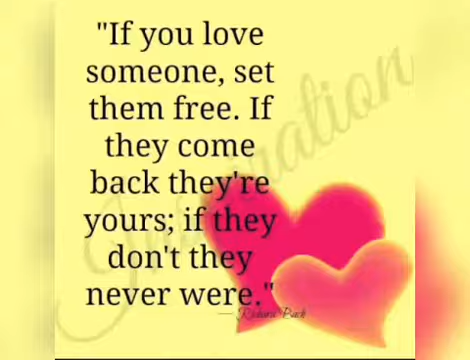 "If you love
someone, set
them free. If
they come
back they're
yours; if they
don't they
never were."
— Richard Bach
Inspiration